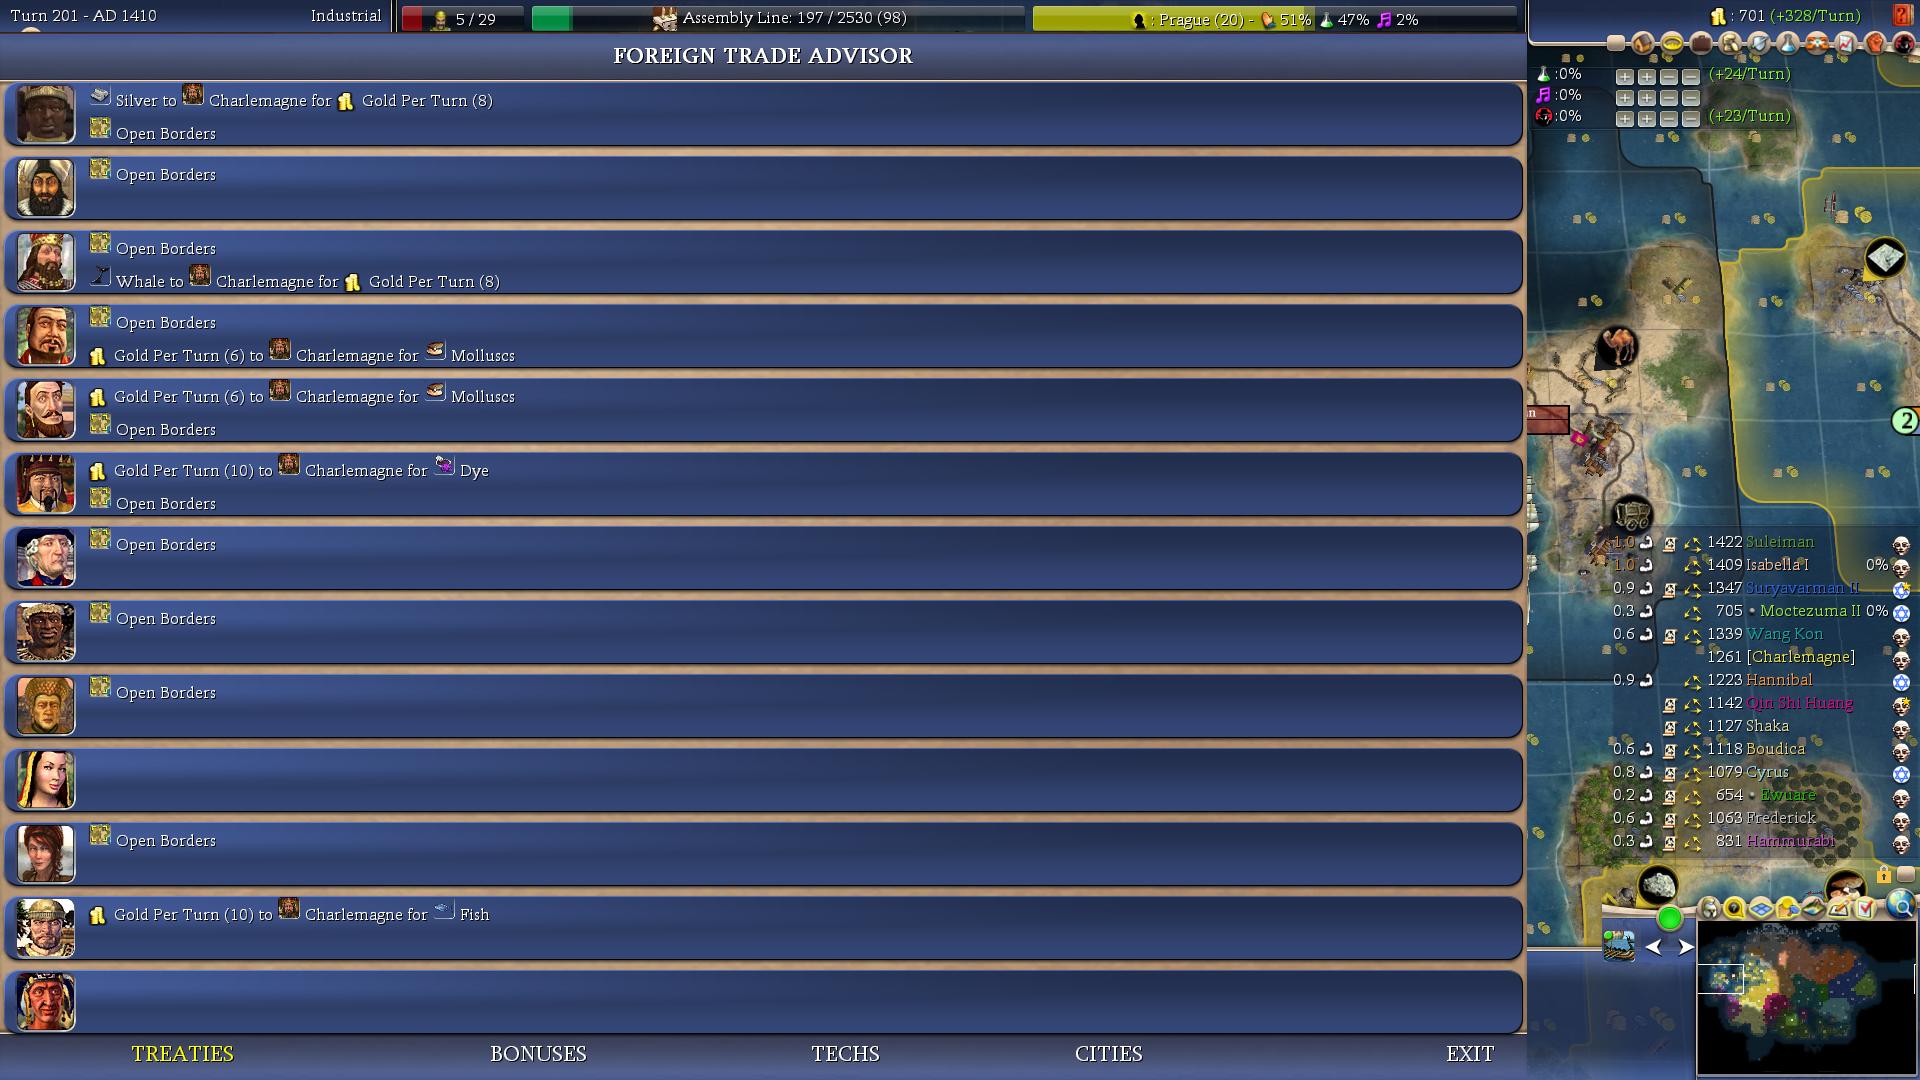 Turn 201 - AD 1410
Industrial
5 / 29
Assembly Line: 197 / 2530 (98)
: Prague (20) - 51% 47% 2%
: 701 (+328/Turn)
FOREIGN TRADE ADVISOR
:0% (+24/Turn)
:0%
:0% (+23/Turn)
Silver to Charlemagne for Gold Per Turn (8)
Open Borders
Open Borders
Open Borders
Whale to Charlemagne for Gold Per Turn (8)
Open Borders
Gold Per Turn (6) to Charlemagne for Molluscs
Gold Per Turn (6) to Charlemagne for Molluscs
Open Borders
Gold Per Turn (10) to Charlemagne for Dye
Open Borders
Open Borders
Open Borders
Open Borders
Open Borders
Gold Per Turn (10) to Charlemagne for Fish
n
2
1.0 1422 Suleiman
1.0 1409 Isabella I 0%
0.9 1347 Suryavarman II
0.3 705 • Moctezuma II 0%
0.6 1339 Wang Kon
1261 [Charlemagne]
0.9 1223 Hannibal
1142 Qin Shi Huang
1127 Shaka
0.6 1118 Boudica
0.8 1079 Cyrus
0.2 654 • Ewuare
0.6 1063 Frederick
0.3 831 Hammurabi
TREATIES
BONUSES
TECHS
CITIES
EXIT